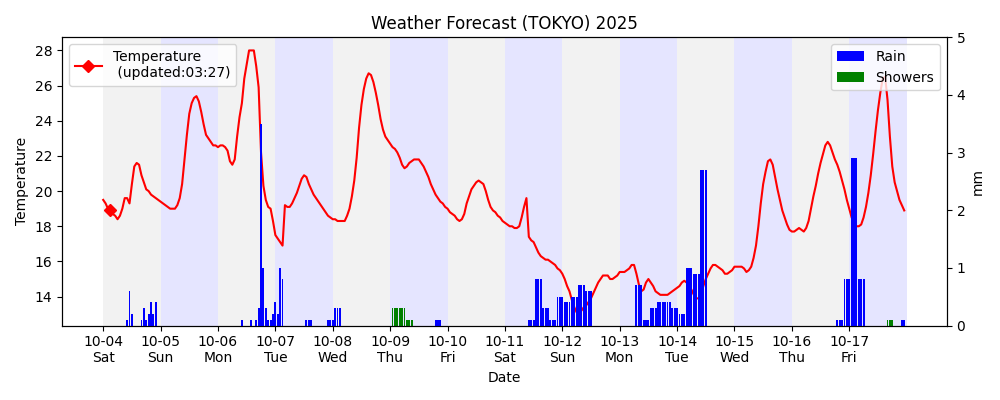 Weather Forecast (TOKYO) 2025
Temperature
(updated:03:27)
Rain
Showers
28
26
24
22
20
18
16
14
Temperature
5
4
3
2
1
0
mm
10-04 10-05 10-06 10-07 10-08 10-09 10-10 10-11 10-12 10-13 10-14 10-15 10-16 10-17
Sat Sun Mon Tue Wed Thu Fri Sat Sun Mon Tue Wed Thu Fri
Date